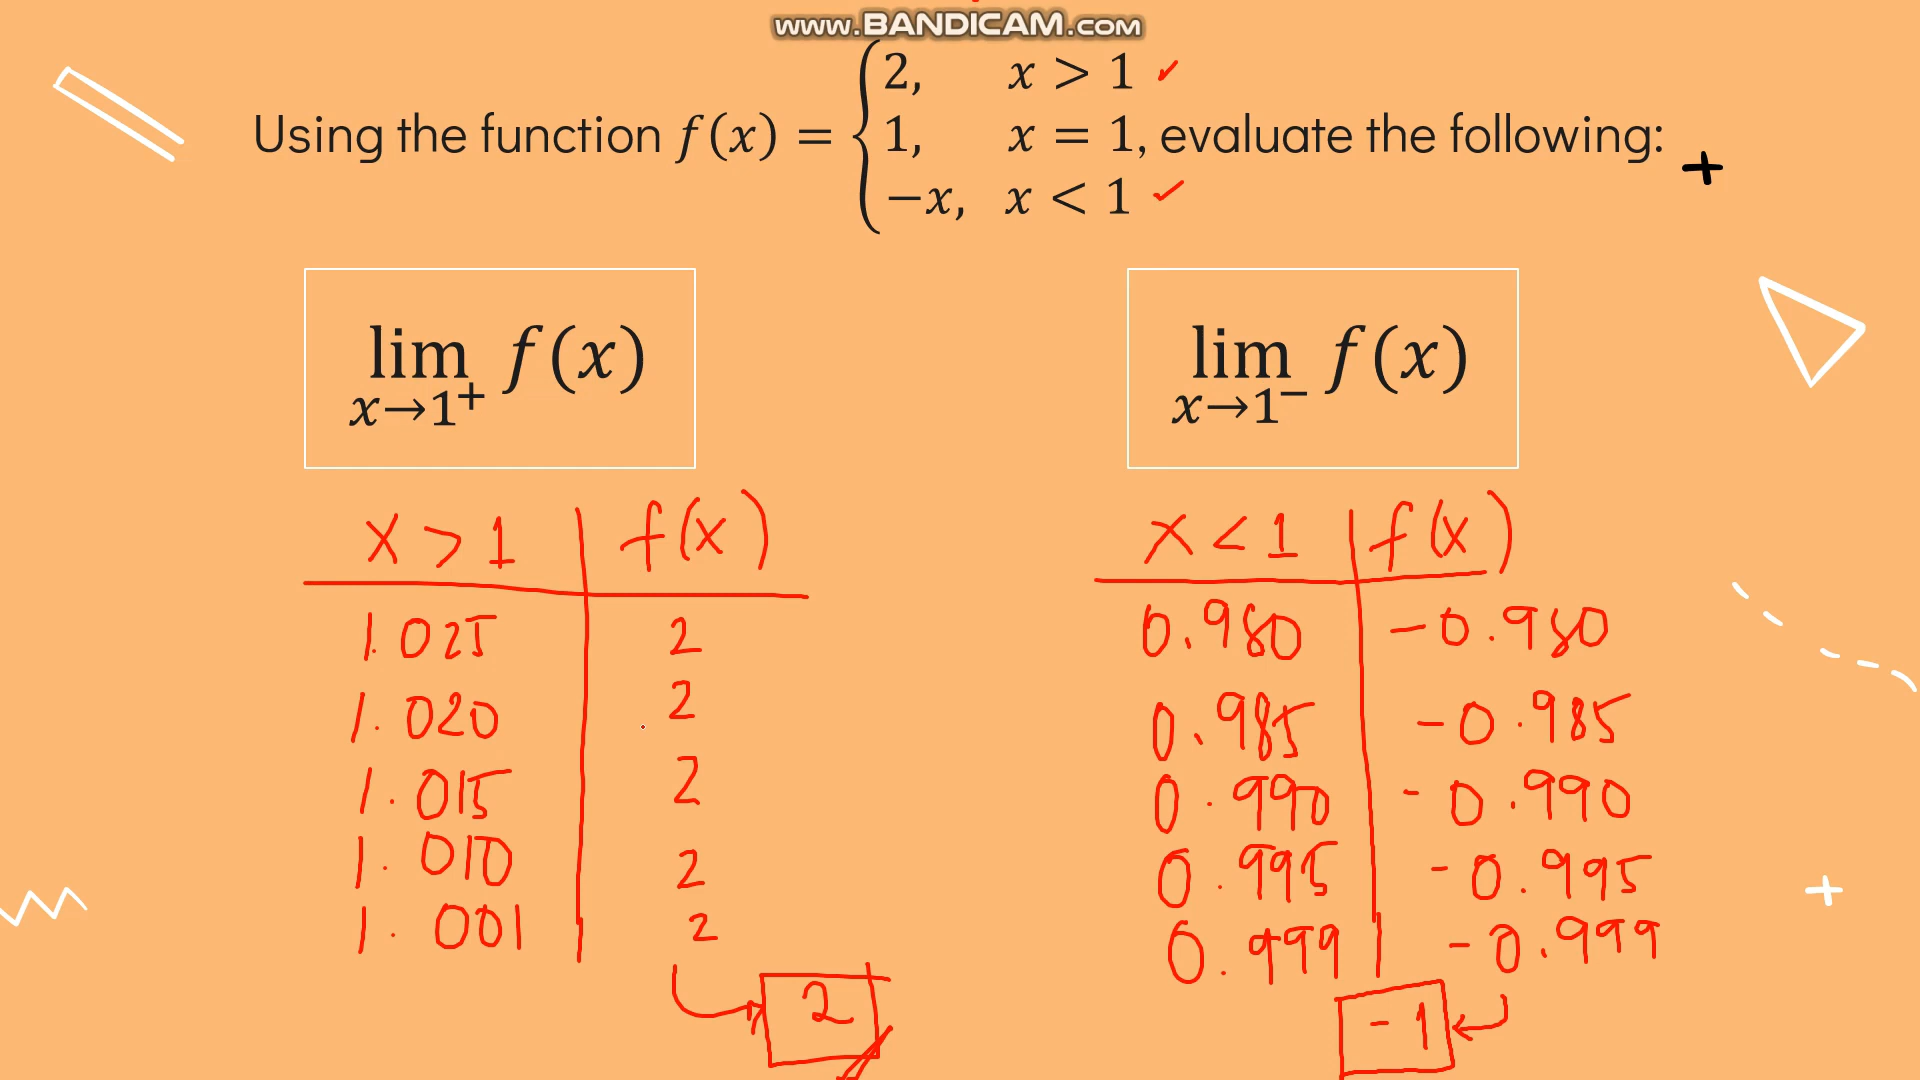 www.BANDICAM.com
Using the function f(x) = { 2, x > 1 ✓
1, x = 1, evaluate the following:
−x, x < 1 ✓
lim x→1⁺ f(x)
lim x→1⁻ f(x)
x > 1 f(x)
1.025 2
1.020 2
1.015 2
1.010 2
1.001 2
2
x < 1 f(x)
0.980 -0.980
0.985 -0.985
0.990 -0.990
0.995 -0.995
0.999 -0.999
-1